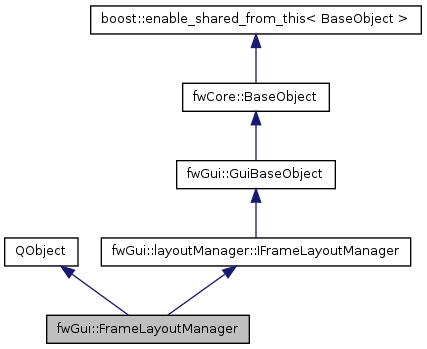 boost::enable_shared_from_this< BaseObject >
fwCore::BaseObject
fwGui::GuiBaseObject
QObject
fwGui::layoutManager::IFrameLayoutManager
fwGui::FrameLayoutManager